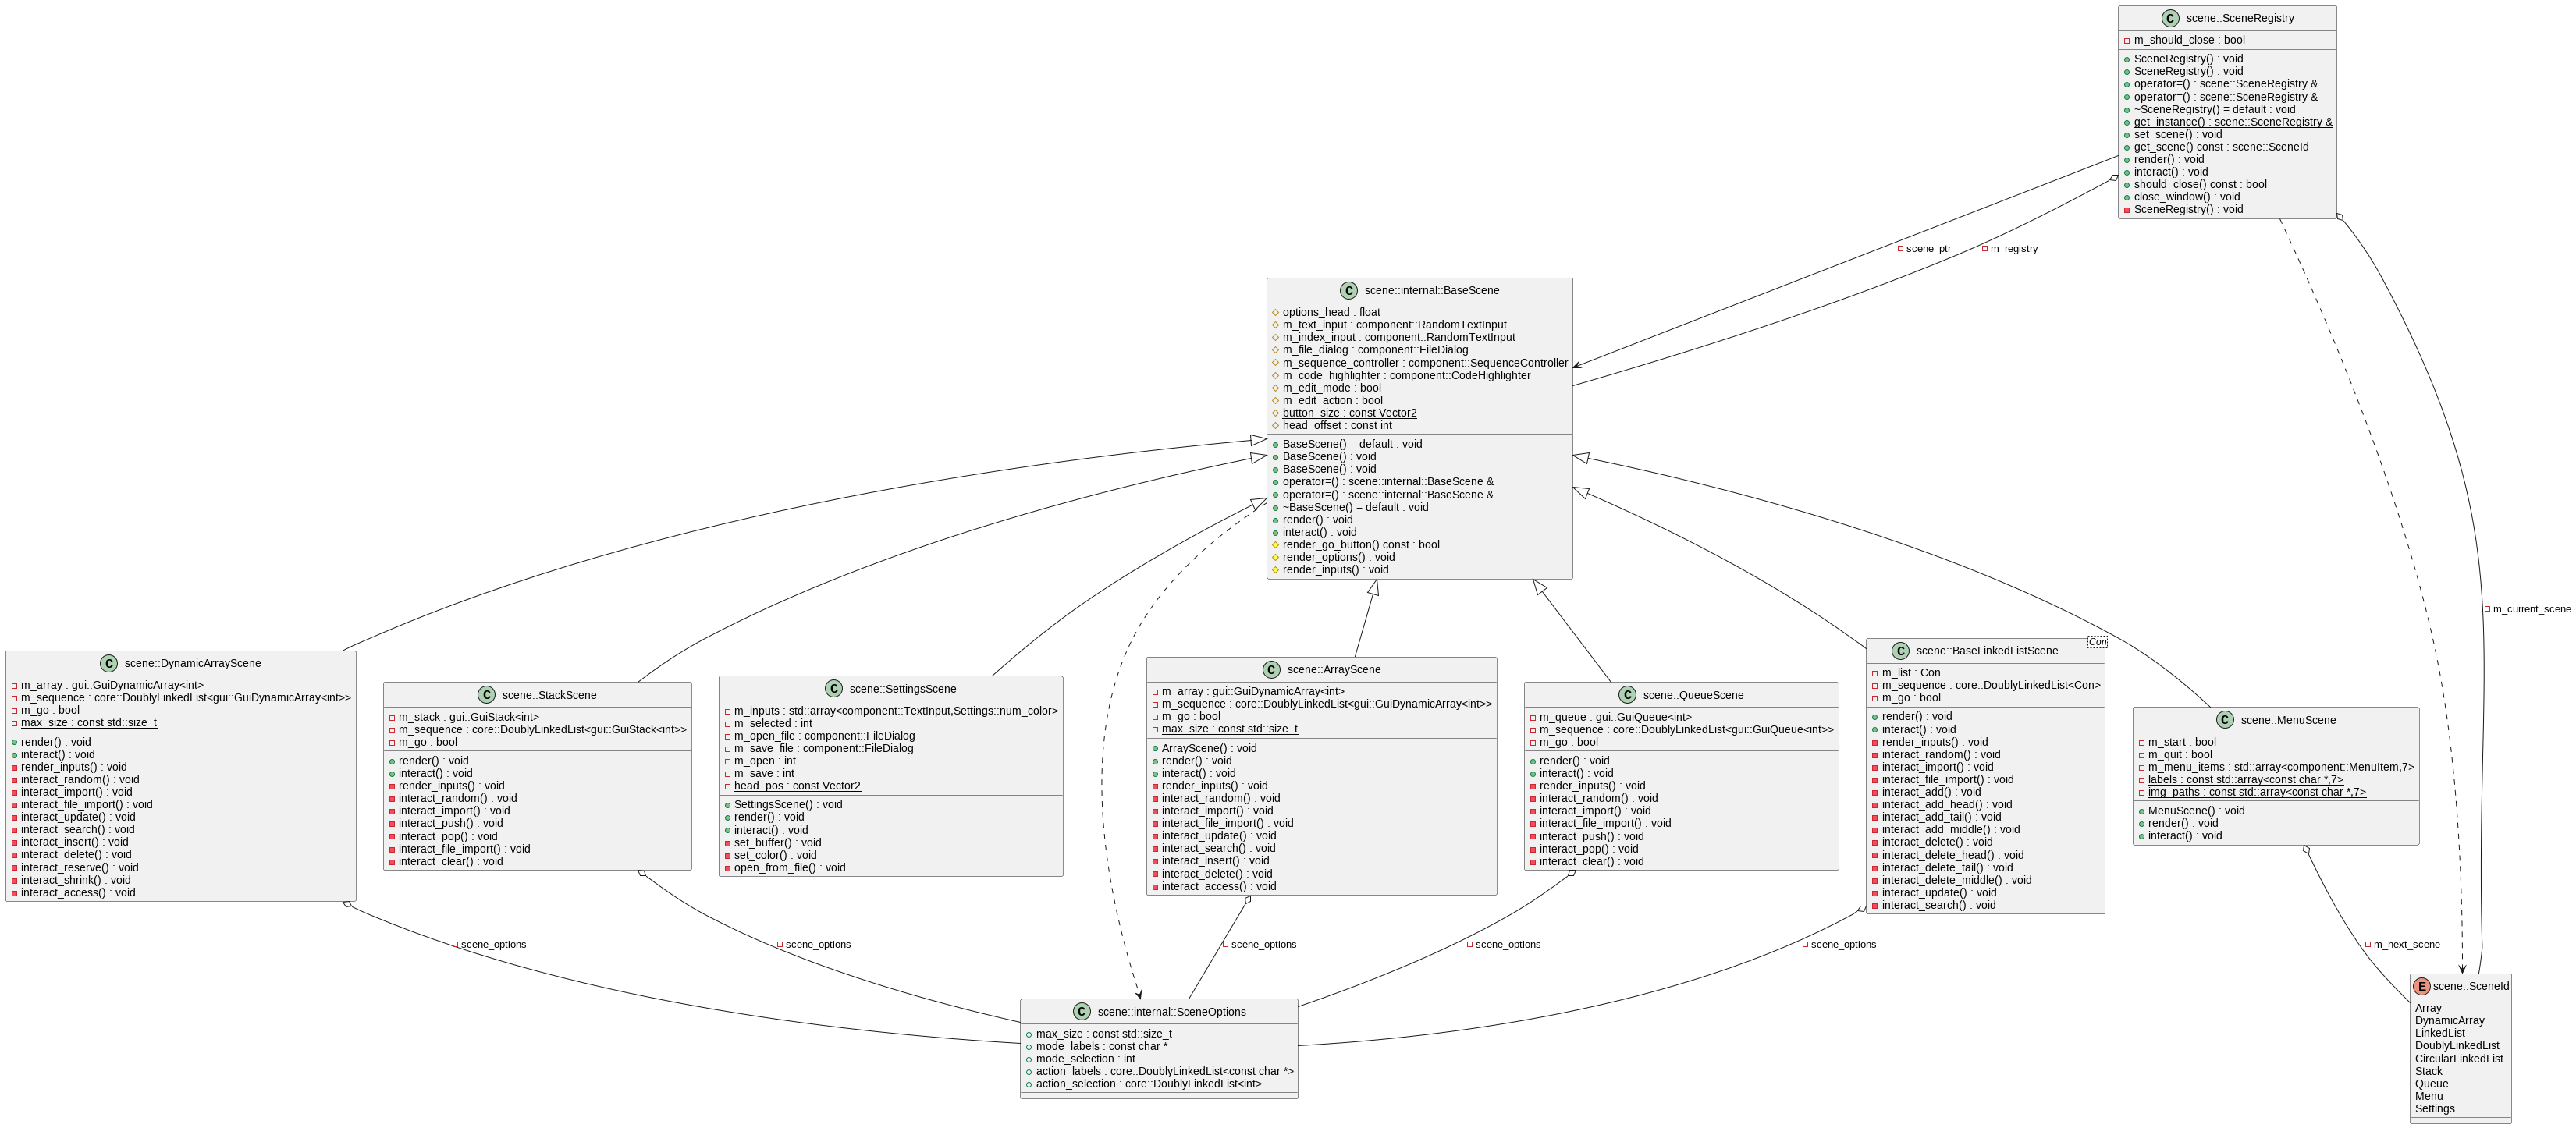 C scene::SceneRegistry
m_should_close : bool
SceneRegistry() : void
SceneRegistry() : void
operator=() : scene::SceneRegistry &
operator=() : scene::SceneRegistry &
~SceneRegistry() = default : void
get_instance() : scene::SceneRegistry &
set_scene() : void
get_scene() const : scene::SceneId
render() : void
interact() : void
should_close() const : bool
close_window() : void
SceneRegistry() : void
scene_ptr
m_registry
C scene::internal::BaseScene
options_head : float
m_text_input : component::RandomTextInput
m_index_input : component::RandomTextInput
m_file_dialog : component::FileDialog
m_sequence_controller : component::SequenceController
m_code_highlighter : component::CodeHighlighter
m_edit_mode : bool
m_edit_action : bool
button_size : const Vector2
head_offset : const int
BaseScene() = default : void
BaseScene() : void
BaseScene() : void
operator=() : scene::internal::BaseScene &
operator=() : scene::internal::BaseScene &
~BaseScene() = default : void
render() : void
interact() : void
render_go_button() const : bool
render_options() : void
render_inputs() : void
m_current_scene
C scene::DynamicArrayScene
m_array : gui::GuiDynamicArray<int>
m_sequence : core::DoublyLinkedList<gui::GuiDynamicArray<int>>
m_go : bool
max_size : const std::size_t
render() : void
interact() : void
render_inputs() : void
interact_random() : void
interact_import() : void
interact_file_import() : void
interact_update() : void
interact_search() : void
interact_insert() : void
interact_delete() : void
interact_reserve() : void
interact_shrink() : void
interact_access() : void
C scene::StackScene
m_stack : gui::GuiStack<int>
m_sequence : core::DoublyLinkedList<gui::GuiStack<int>>
m_go : bool
render() : void
interact() : void
render_inputs() : void
interact_random() : void
interact_import() : void
interact_push() : void
interact_pop() : void
interact_file_import() : void
interact_clear() : void
C scene::SettingsScene
m_inputs : std::array<component::TextInput,Settings::num_color>
m_selected : int
m_open_file : component::FileDialog
m_save_file : component::FileDialog
m_open : int
m_save : int
head_pos : const Vector2
SettingsScene() : void
render() : void
interact() : void
set_buffer() : void
set_color() : void
open_from_file() : void
C scene::ArrayScene
m_array : gui::GuiDynamicArray<int>
m_sequence : core::DoublyLinkedList<gui::GuiDynamicArray<int>>
m_go : bool
max_size : const std::size_t
ArrayScene() : void
render() : void
interact() : void
render_inputs() : void
interact_random() : void
interact_import() : void
interact_file_import() : void
interact_update() : void
interact_search() : void
interact_insert() : void
interact_delete() : void
interact_access() : void
C scene::QueueScene
m_queue : gui::GuiQueue<int>
m_sequence : core::DoublyLinkedList<gui::GuiQueue<int>>
m_go : bool
render() : void
interact() : void
render_inputs() : void
interact_random() : void
interact_import() : void
interact_file_import() : void
interact_push() : void
interact_pop() : void
interact_clear() : void
C scene::BaseLinkedListScene
Con
m_list : Con
m_sequence : core::DoublyLinkedList<Con>
m_go : bool
render() : void
interact() : void
render_inputs() : void
interact_random() : void
interact_import() : void
interact_file_import() : void
interact_add() : void
interact_add_head() : void
interact_add_tail() : void
interact_add_middle() : void
interact_delete() : void
interact_delete_head() : void
interact_delete_tail() : void
interact_delete_middle() : void
interact_update() : void
interact_search() : void
C scene::MenuScene
m_start : bool
m_quit : bool
m_menu_items : std::array<component::MenuItem,7>
labels : const std::array<const char *,7>
img_paths : const std::array<const char *,7>
MenuScene() : void
render() : void
interact() : void
scene_options
scene_options
scene_options
scene_options
scene_options
m_next_scene
C scene::internal::SceneOptions
max_size : const std::size_t
mode_labels : const char *
mode_selection : int
action_labels : core::DoublyLinkedList<const char *>
action_selection : core::DoublyLinkedList<int>
E scene::SceneId
Array
DynamicArray
LinkedList
DoublyLinkedList
CircularLinkedList
Stack
Queue
Menu
Settings